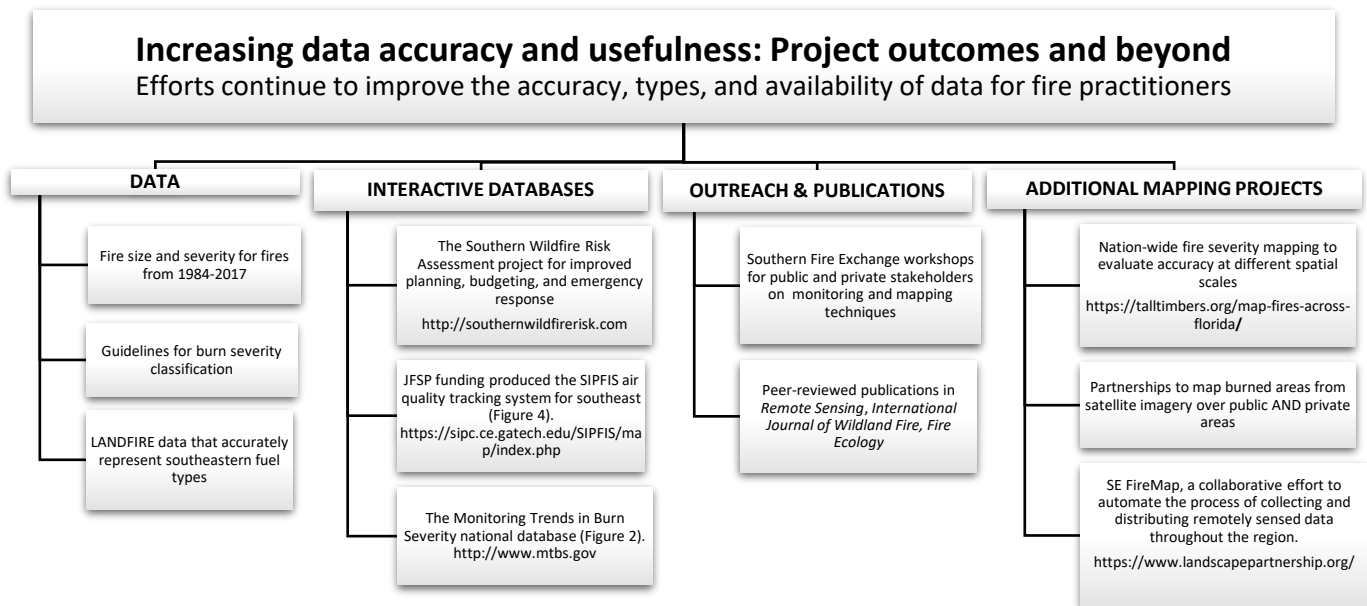 Increasing data accuracy and usefulness: Project outcomes and beyond
Efforts continue to improve the accuracy, types, and availability of data for fire practitioners
DATA
Fire size and severity for fires
from 1984-2017
Guidelines for burn severity
classification
LANDFIRE data that accurately
represent southeastern fuel
types
INTERACTIVE DATABASES
The Southern Wildfire Risk
Assessment project for improved
planning, budgeting, and emergency
response
http://southernwildfirerisk.com
JFSP funding produced the SIPFIS air
quality tracking system for southeast
(Figure 4).
https://sipc.ce.gatech.edu/SIPFIS/ma
p/index.php
The Monitoring Trends in Burn
Severity national database (Figure 2).
http://www.mtbs.gov
OUTREACH & PUBLICATIONS
Southern Fire Exchange workshops
for public and private stakeholders
on monitoring and mapping
techniques
Peer-reviewed publications in
Remote Sensing, International
Journal of Wildland Fire, Fire
Ecology
ADDITIONAL MAPPING PROJECTS
Nation-wide fire severity mapping to
evaluate accuracy at different spatial
scales
https://talltimbers.org/map-fires-across-
florida/
Partnerships to map burned areas from
satellite imagery over public AND private
areas
SE FireMap, a collaborative effort to
automate the process of collecting and
distributing remotely sensed data
throughout the region.
https://www.landscapepartnership.org/